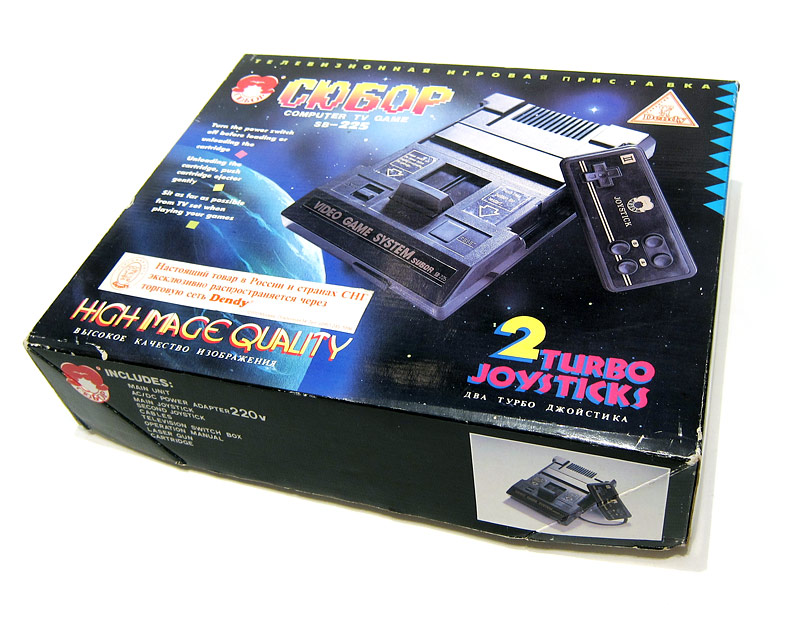 ТЕЛЕВИЗИОННАЯ ИГРОВАЯ ПРИСТАВКА
СЮБОР
COMPUTER TV GAME
SB-225
Dendy
Turn the power switch
off before loading or
unloading the
cartridge
Unloading the
cartridge, push
cartridge ejector
gently
Sit as far as possible
from TV set when
playing your games
VIDEO GAME SYSTEM SUBOR
II
JOYSTICK
Настоящий товар в России и странах СНГ
эксклюзивно распространяется через
торговую сеть Dendy
HIGH IMAGE QUALITY
ВЫСОКОЕ КАЧЕСТВО ИЗОБРАЖЕНИЯ
2 TURBO
JOYSTICKS
ДВА ТУРБО ДЖОЙСТИКА
INCLUDES:
MAIN UNIT
AC/DC POWER ADAPTER 220V
MAIN JOYSTICK
SECOND JOYSTICK
CABLES
TELEVISION SWITCH BOX
OPERATION MANUAL
LASER GUN
CARTRIDGE